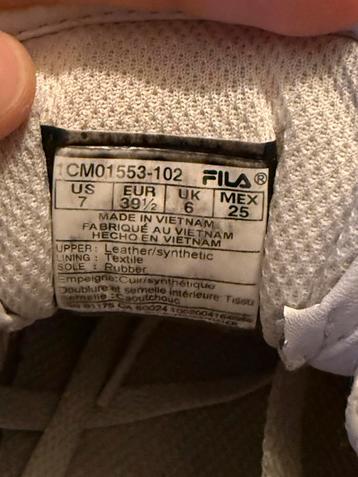 1CM01553-102 FILA®
US EUR UK MEX
7 39½ 6 25
MADE IN VIETNAM
FABRIQUÉ AU VIETNAM
HECHO EN VIETNAM
UPPER : Leather/synthetic
LINING : Textile
SOLE : Rubber
Empeigne:Cuir/synthétique
Doublure et semelle intérieure: Tissu
Semelle :Caoutchouc
CA